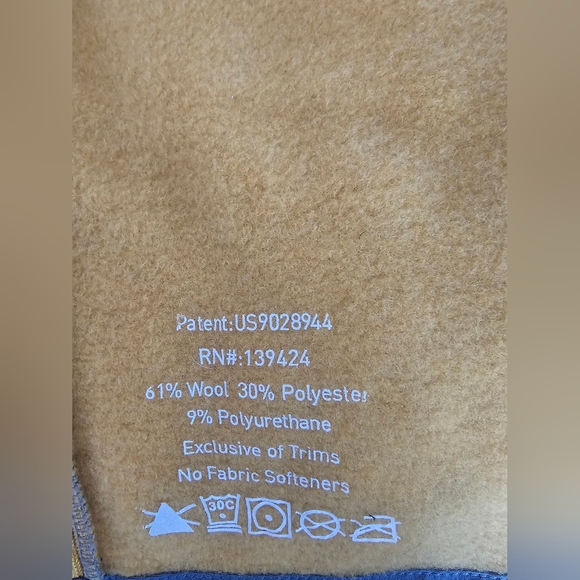 Patent:US9028944
RN#:139424
61% Wool 30% Polyester
9% Polyurethane
Exclusive of Trims
No Fabric Softeners
30C